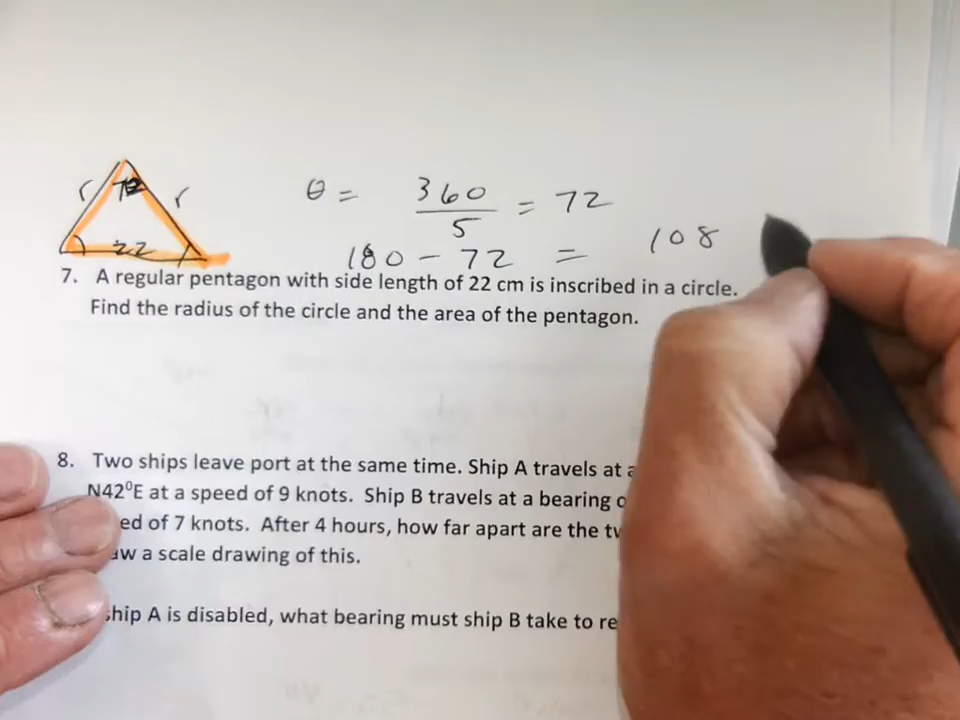 r 72 r
22
θ = 360/5 = 72
180 - 72 = 108
7. A regular pentagon with side length of 22 cm is inscribed in a circle.
Find the radius of the circle and the area of the pentagon.
8. Two ships leave port at the same time. Ship A travels at
N42⁰E at a speed of 9 knots. Ship B travels at a bearing
ed of 7 knots. After 4 hours, how far apart are the
aw a scale drawing of this.
ship A is disabled, what bearing must ship B take to re